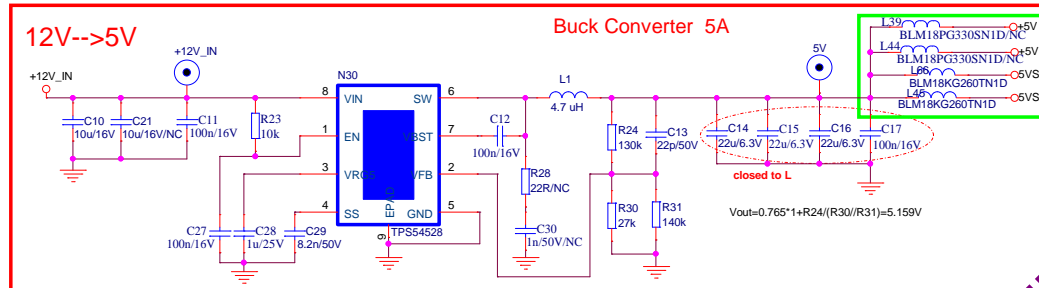 12V-->5V
Buck Converter 5A
L39
+5V
BLM18PG330SN1D/NC
L44
+5V
BLM18PG330SN1D/NC
5VS
BLM18KG260TN1D
L45
5VS
BLM18KG260TN1D
+12V_IN
+12V_IN
5V
N30
8
VIN
SW
6
L1
4.7 uH
C10
10u/16V
C21
10u/16V/NC
C11
100n/16V
R23
10k
1
EN
VBST
7
C12
100n/16V
R24
130k
C13
22p/50V
C14
22u/6.3V
C15
22u/6.3V
C16
22u/6.3V
C17
100n/16V
3
VRG5
VFB
2
R28
22R/NC
closed to L
4
SS
GND
5
EPAD
9
TPS54528
R30
27k
R31
140k
Vout=0.765*1+R24/(R30//R31)=5.159V
C27
100n/16V
C28
1u/25V
C29
8.2n/50V
C30
1n/50V/NC